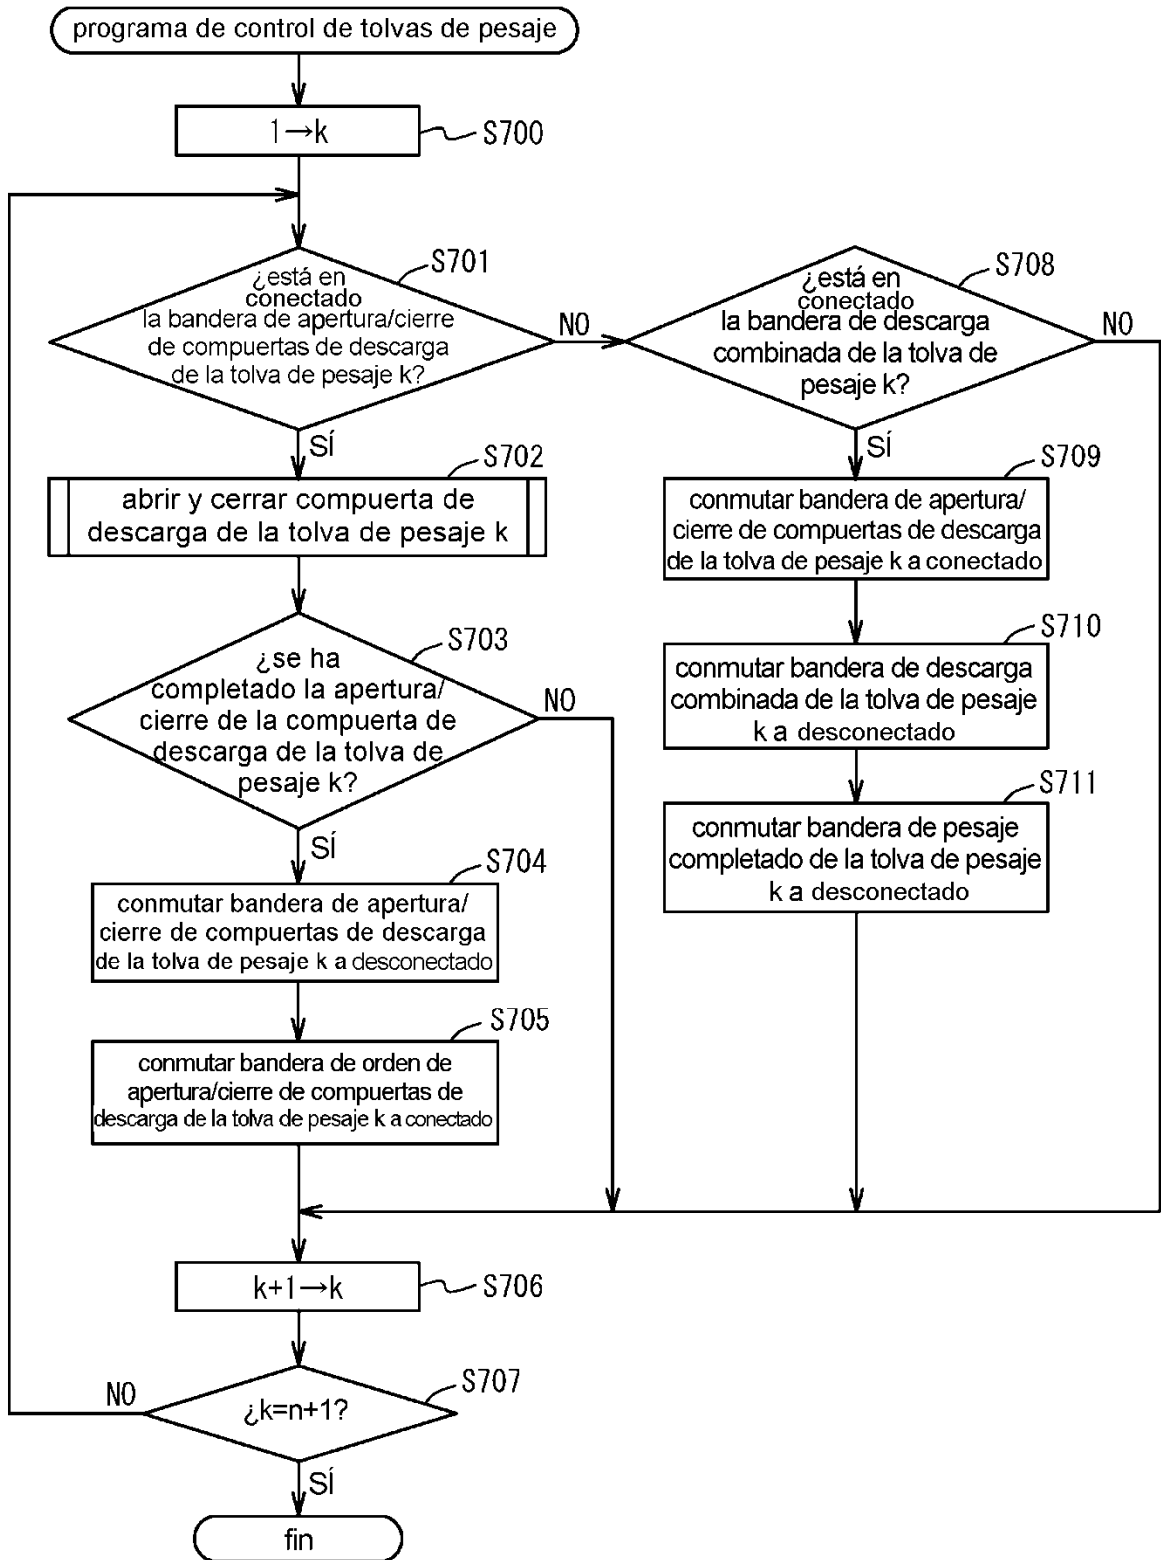 programa de control de tolvas de pesaje
1→k
S700
¿está en
conectado
la bandera de apertura/cierre
de compuertas de descarga
de la tolva de pesaje k?
S701
NO
SÍ
¿está en
conectado
la bandera de descarga
combinada de la tolva de
pesaje k?
S708
NO
SÍ
S702
abrir y cerrar compuerta de
descarga de la tolva de pesaje k
S709
conmutar bandera de apertura/
cierre de compuertas de descarga
de la tolva de pesaje k a conectado
S703
¿se ha
completado la apertura/
cierre de la compuerta de
descarga de la tolva de
pesaje k?
NO
SÍ
S710
conmutar bandera de descarga
combinada de la tolva de pesaje
k a desconectado
S711
conmutar bandera de pesaje
completado de la tolva de pesaje
k a desconectado
S704
conmutar bandera de apertura/
cierre de compuertas de descarga
de la tolva de pesaje k a desconectado
S705
conmutar bandera de orden de
apertura/cierre de compuertas de
descarga de la tolva de pesaje k a conectado
k+1→k
S706
¿k=n+1?
S707
NO
SÍ
fin